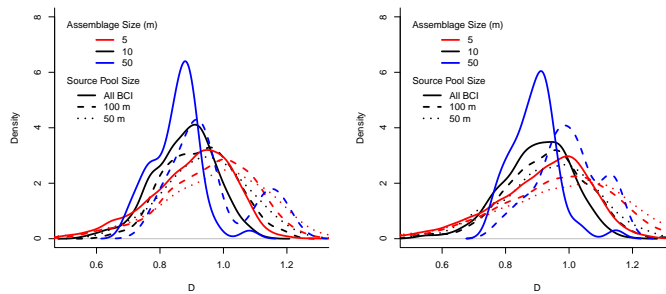 Assemblage Size (m)
5
10
50
Source Pool Size
All BCI
100 m
50 m
Density
0 2 4 6 8
0.6 0.8 1.0 1.2
D
Assemblage Size (m)
5
10
50
Source Pool Size
All BCI
100 m
50 m
Density
0 2 4 6 8
0.6 0.8 1.0 1.2
D